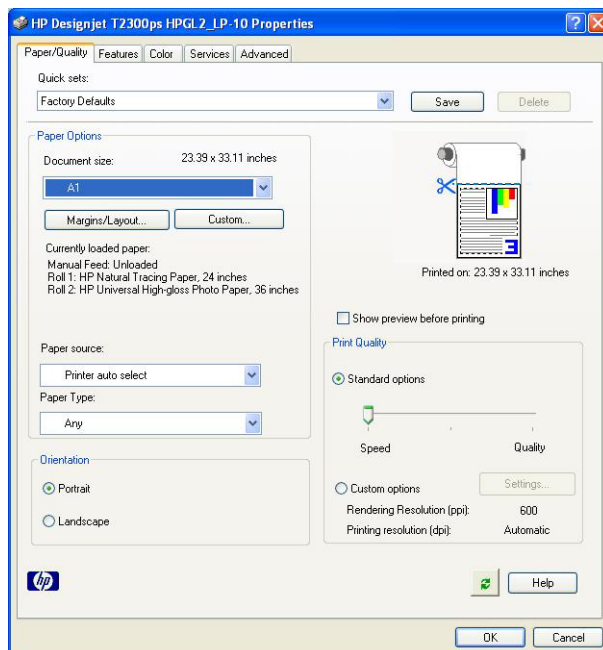 HP Designjet T2300ps HPGL2_LP-10 Properties
Paper/Quality Features Color Services Advanced
Quick sets:
Factory Defaults
Save
Delete
Paper Options
Document size:
23.39 x 33.11 inches
A1
Margins/Layout...
Custom...
Currently loaded paper:
Manual Feed: Unloaded
Roll 1: HP Natural Tracing Paper, 24 inches
Roll 2: HP Universal High-gloss Photo Paper, 36 inches
Paper source:
Printer auto select
Paper Type:
Any
Orientation
Portrait
Landscape
3
Printed on: 23.39 x 33.11 inches
Show preview before printing
Print Quality
Standard options
Speed
Quality
Custom options
Settings...
Rendering Resolution (ppi): 600
Printing resolution (dpi): Automatic
hp
Help
OK
Cancel